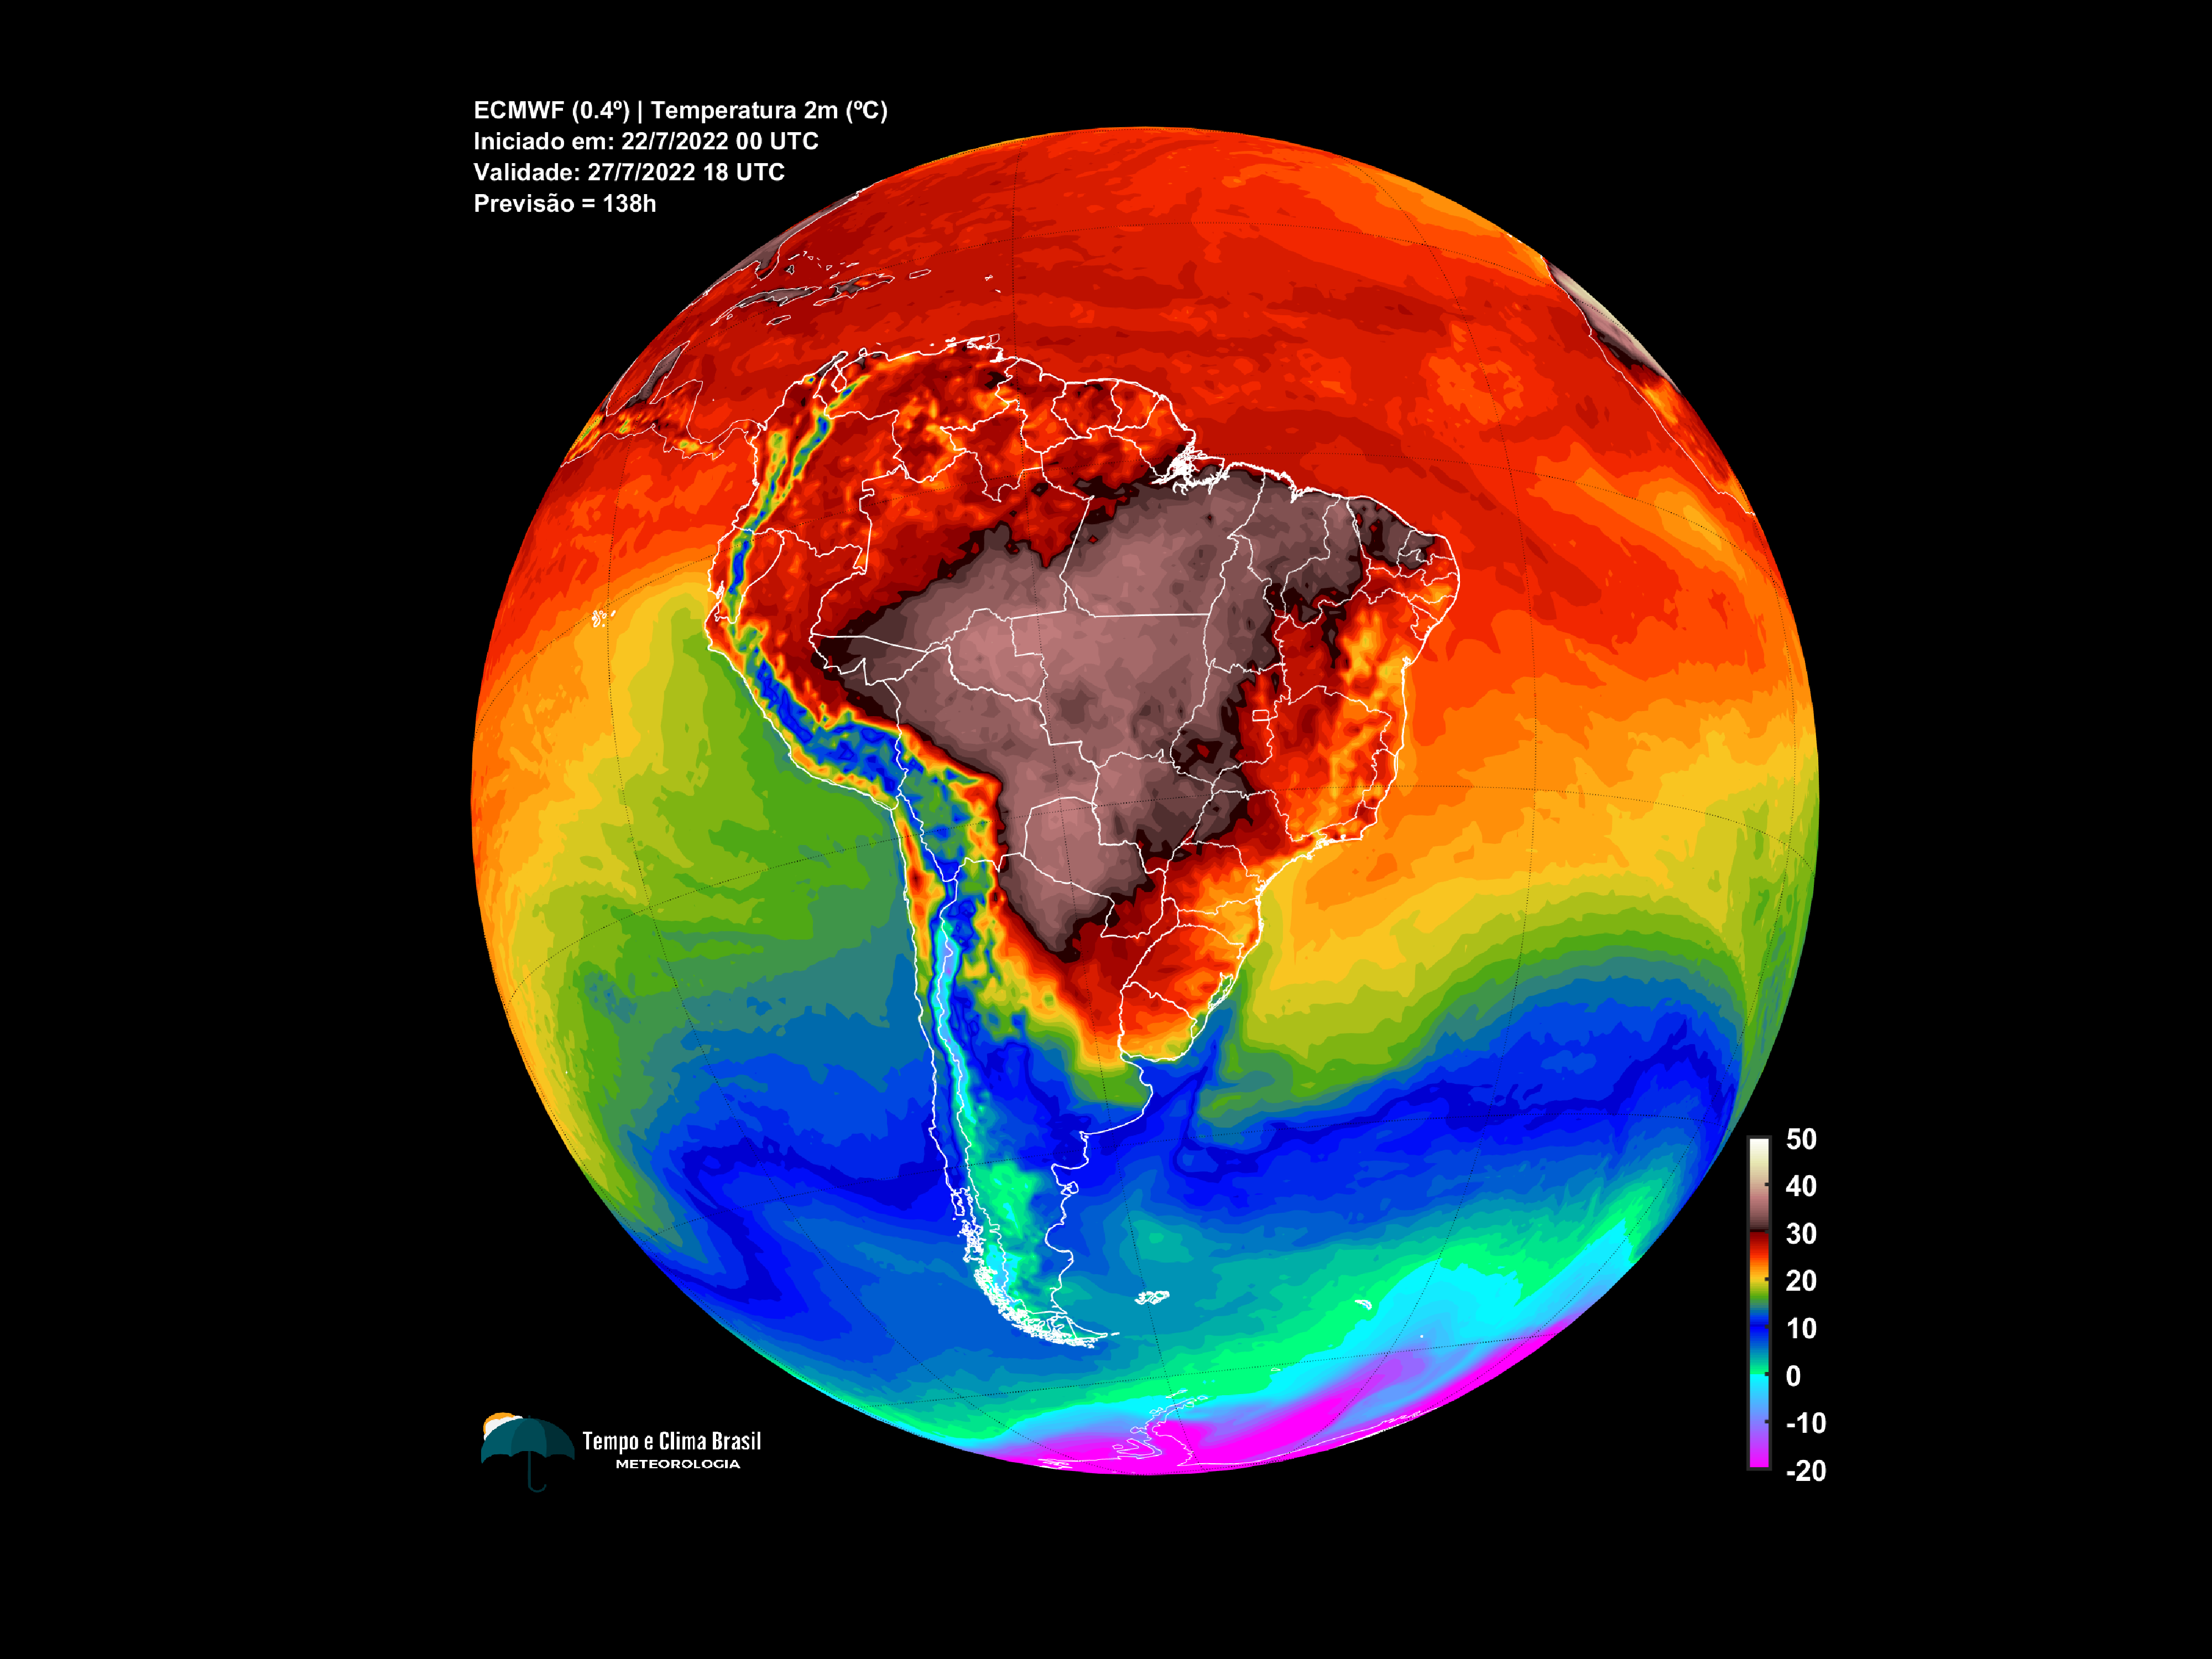 ECMWF (0.4º) | Temperatura 2m (ºC)
Iniciado em: 22/7/2022 00 UTC
Validade: 27/7/2022 18 UTC
Previsão = 138h
50
40
30
20
10
0
-10
-20
Tempo e Clima Brasil
METEOROLOGIA